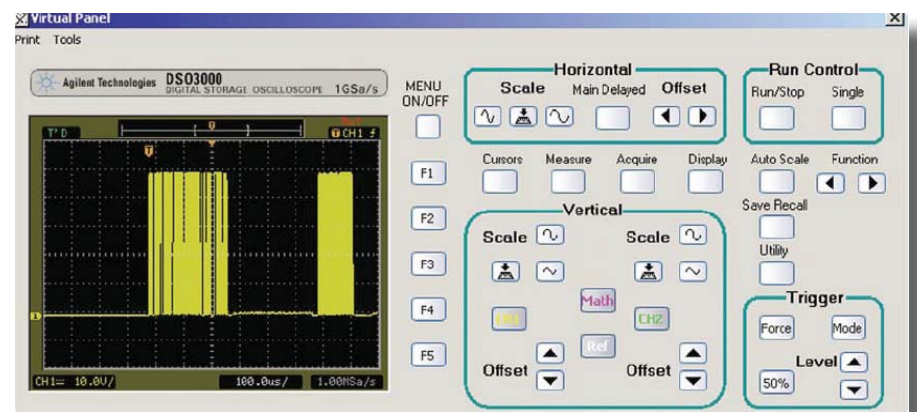 Virtual Panel
Print Tools
Agilent Technologies DSO3000
DIGITAL STORAGE OSCILLOSCOPE 1GSa/s
T'D
CH1
CH1= 10.0V/ 100.0us/ 1.00MSa/s
MENU
ON/OFF
F1
F2
F3
F4
F5
Horizontal
Scale Main Delayed Offset
Cursors Measure Acquire Display
Vertical
Scale Scale
Math
CH2
Ref
Offset Offset
Run Control
Run/Stop Single
Auto Scale Function
Save Recall
Utility
Trigger
Force Mode
Level
50%